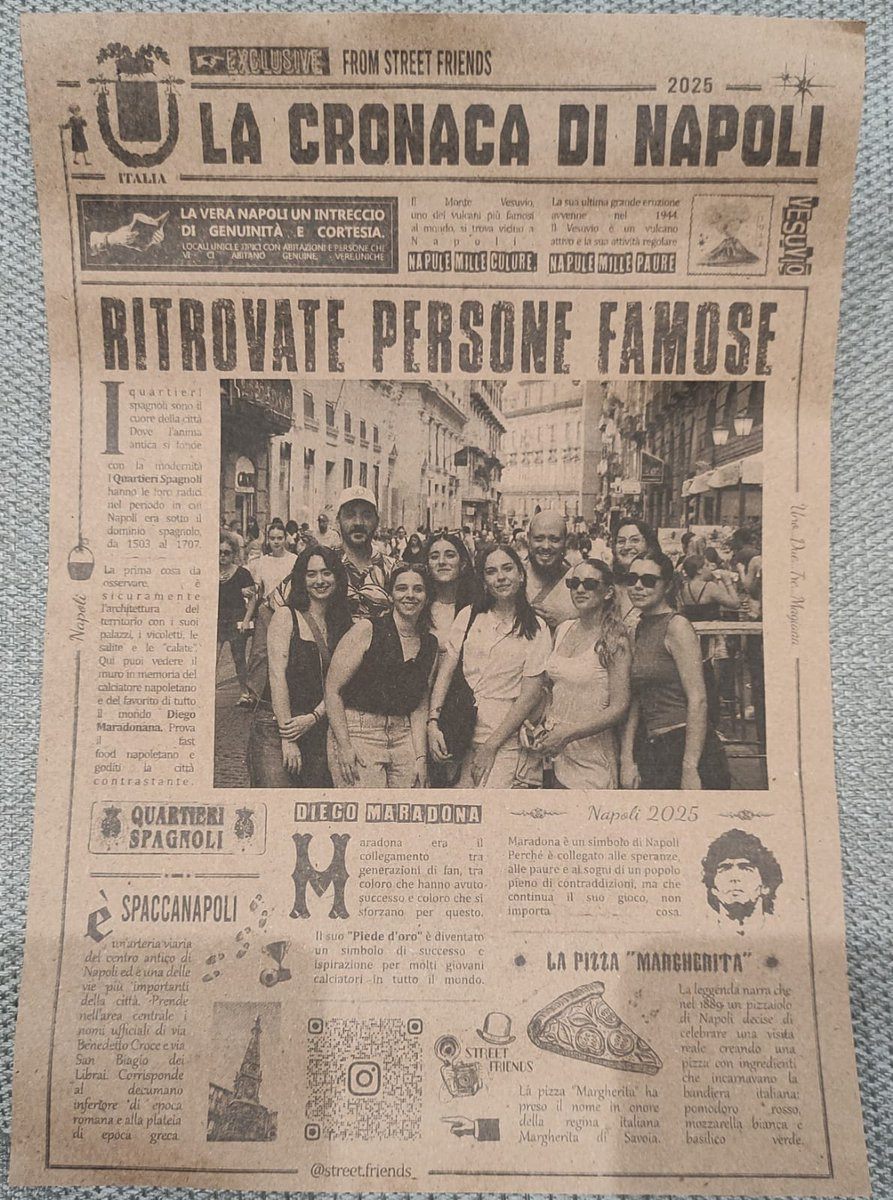 EXCLUSIVE
FROM STREET FRIENDS
2025
LA CRONACA DI NAPOLI
ITALIA
LA VERA NAPOLI UN INTRECCIO
DI GENUINITÀ E CORTESIA.
LOCALI UNICI E TIPICI CON ABITAZIONI E PERSONE CHE
VI CI ABITANO GENUINE, VERE,UNICHE
Il Monte Vesuvio,
uno dei vulcani più famosi
al mondo, si trova vicino a
Napoli
NAPULE MILLE CULURE,
La sua ultima grande eruzione
avvenne nel 1944.
Il Vesuvio è un vulcano
attivo e la sua attività regolare
NAPULE MILLE PAURE
VESUVIO
RITROVATE PERSONE FAMOSE
I quartieri
spagnoli sono il
cuore della città
Dove l'anima
antica si fonde
con la modernità
I Quartieri Spagnoli
hanno le loro radici
nel periodo in cui
Napoli era sotto il
dominio spagnolo,
da 1503 al 1707.
La prima cosa da
osservare, è
sicuramente
l'architettura del
territorio con i suoi
palazzi, i vicoletti, le
salite e le "calate".
Qui puoi vedere il
muro in memoria del
calciatore napoletano
e del favorito di tutto
il mondo Diego
Maradonana. Prova
il fast
food napoletano e
goditi la città
contrastante.
Napoli
Uno, Due, Tre, Margarita
QUARTIERI
SPAGNOLI
DIEGO MARADONA
Maradona era il
collegamento tra
generazioni di fan, tra
coloro che hanno avuto
successo e coloro che si
sforzano per questo.
Il suo "Piede d'oro" è diventato
un simbolo di successo e
ispirazione per molti giovani
calciatori in tutto il mondo.
Napoli 2025
Maradona è un simbolo di Napoli
Perché è collegato alle speranze,
alle paure e ai sogni di un popolo
pieno di contraddizioni, ma che
continua il suo gioco, non
importa cosa.
è SPACCANAPOLI
un'arteria viaria
del centro antico di
Napoli ed è una delle
vie più importanti
della città. Prende
nell'area centrale i
nomi ufficiali di via
Benedetto Croce e via
San Biagio dei
Librai. Corrisponde
al decumano
inferiore di epoca
romana e alla plateia
di epoca greca.
STREET
FRIENDS
LA PIZZA "MARGHERITA"
La pizza "Margherita" ha
preso il nome in onore
della regina italiana
Margherita di Savoia.
La leggenda narra che
nel 1889 un pizzaiolo
di Napoli decise di
celebrare una visita
reale creando una
pizza con ingredienti
che incarnavano la
bandiera italiana:
pomodoro rosso,
mozzarella bianca e
basilico verde.
@street.friends_